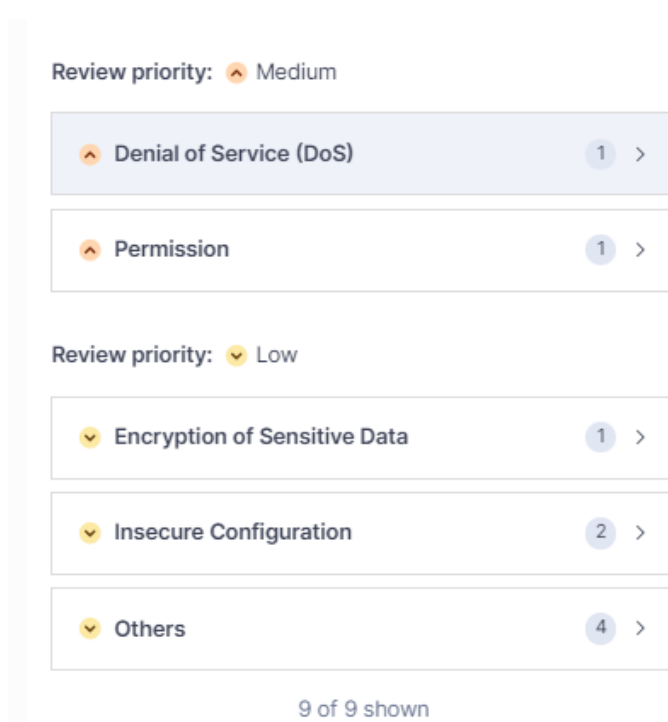 Review priority: Medium
Denial of Service (DoS) 1
Permission 1
Review priority: Low
Encryption of Sensitive Data 1
Insecure Configuration 2
Others 4
9 of 9 shown